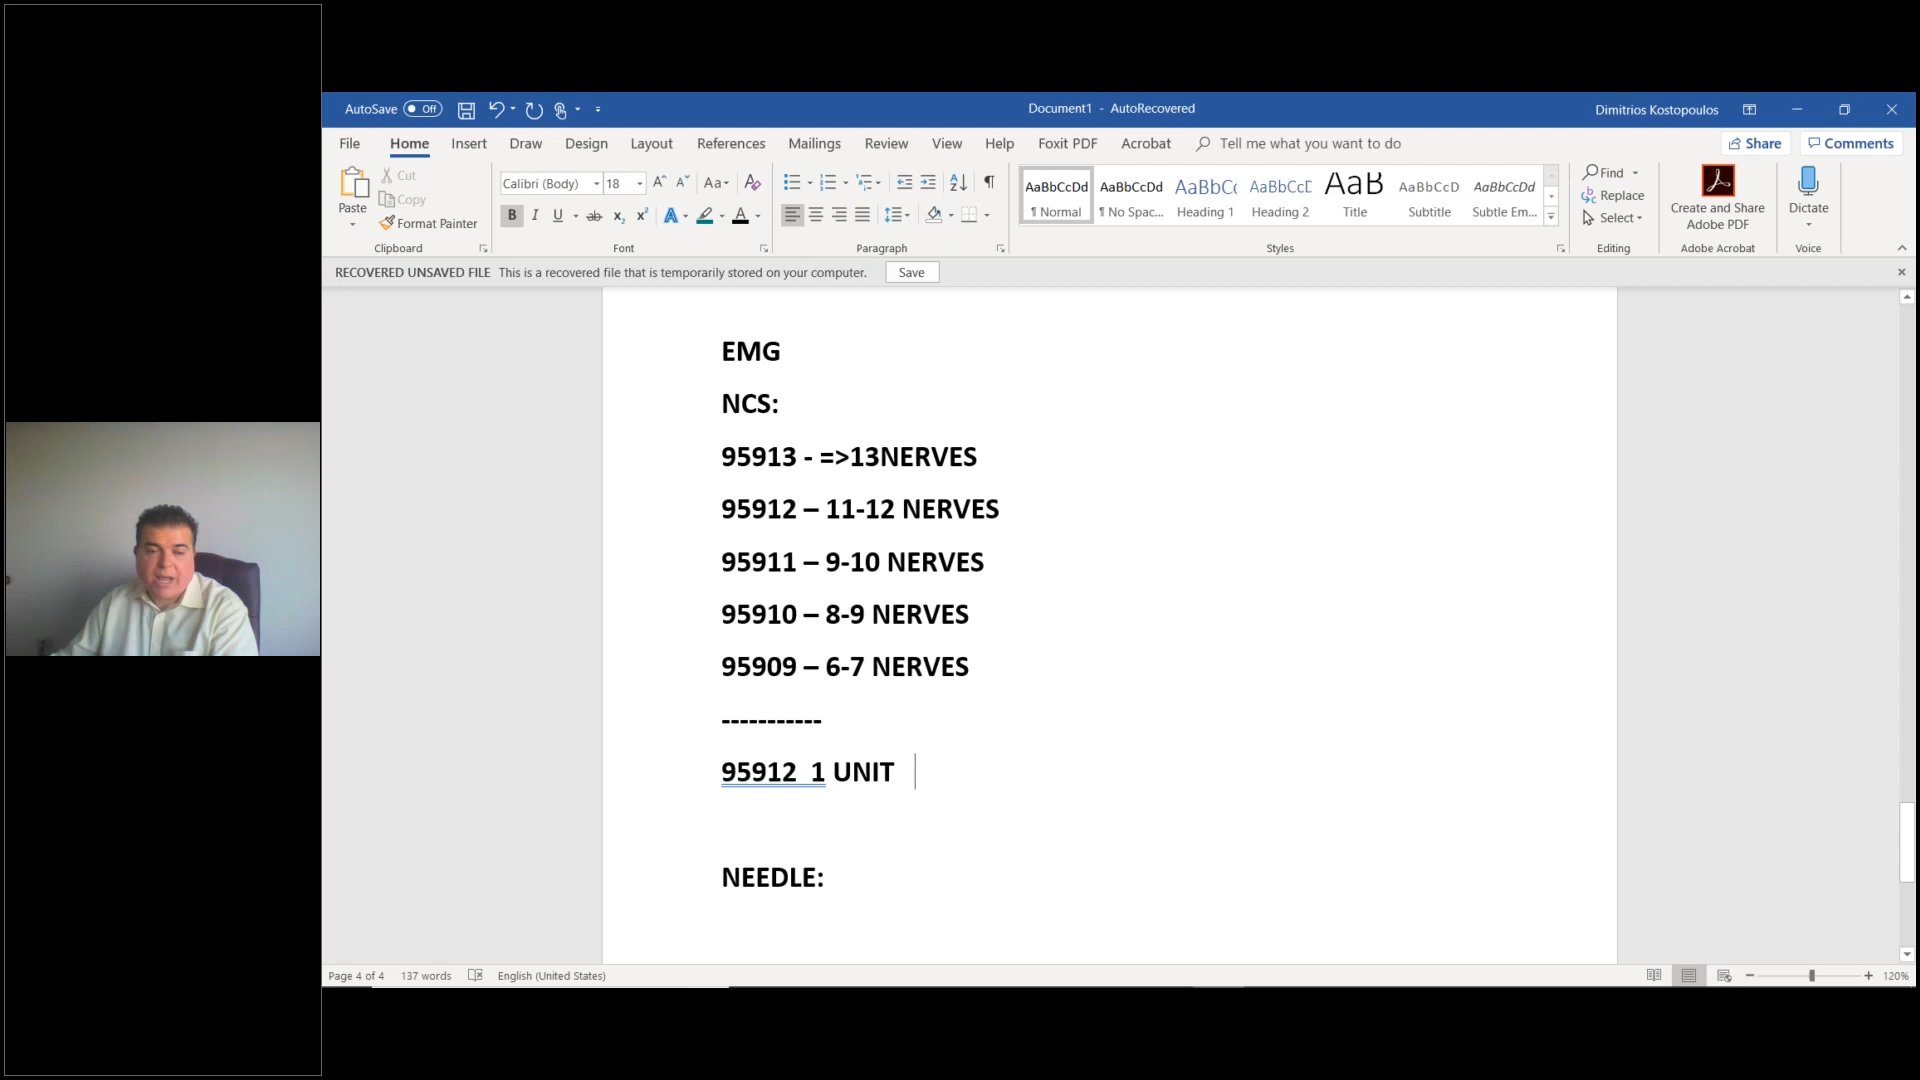 AutoSave Off Document1 - AutoRecovered Dimitrios Kostopoulos
File Home Insert Draw Design Layout References Mailings Review View Help Foxit PDF Acrobat Tell me what you want to do Share Comments
Paste
Cut
Copy
Format Painter
Clipboard
Calibri (Body) 18 A A Aa A
B I U ab x₂ x² A A
Font
Paragraph
AaBbCcDd AaBbCcDd AaBbCc AaBbCcD AaB AaBbCcD AaBbCcDd
¶ Normal ¶ No Spac... Heading 1 Heading 2 Title Subtitle Subtle Em...
Styles
Find
Replace
Select
Editing
Create and Share
Adobe PDF
Adobe Acrobat
Dictate
Voice
RECOVERED UNSAVED FILE This is a recovered file that is temporarily stored on your computer. Save
EMG
NCS:
95913 - =>13NERVES
95912 – 11-12 NERVES
95911 – 9-10 NERVES
95910 – 8-9 NERVES
95909 – 6-7 NERVES
-----------
95912 1 UNIT
NEEDLE:
Page 4 of 4 137 words English (United States) 120%